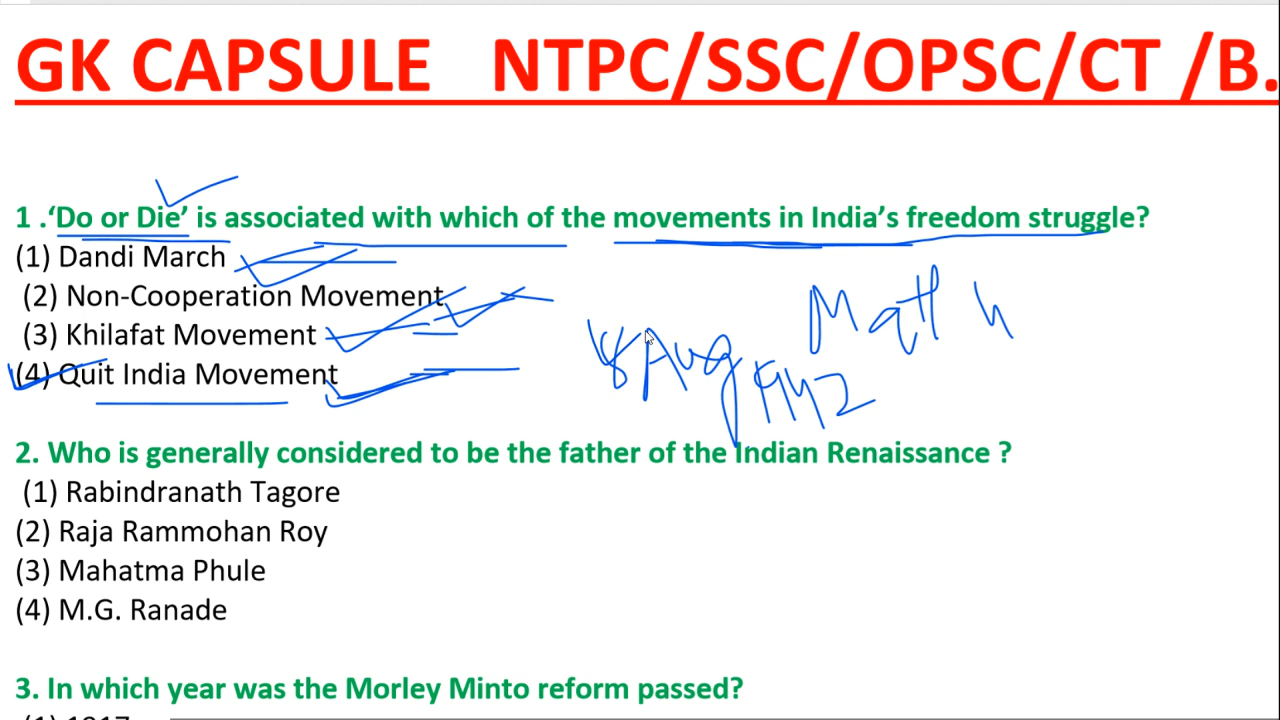 GK CAPSULE NTPC/SSC/OPSC/CT /B.
1 .‘Do or Die’ is associated with which of the movements in India’s freedom struggle?
(1) Dandi March
(2) Non-Cooperation Movement
(3) Khilafat Movement
(4) Quit India Movement
8 Aug 1942
2. Who is generally considered to be the father of the Indian Renaissance ?
(1) Rabindranath Tagore
(2) Raja Rammohan Roy
(3) Mahatma Phule
(4) M.G. Ranade
3. In which year was the Morley Minto reform passed?